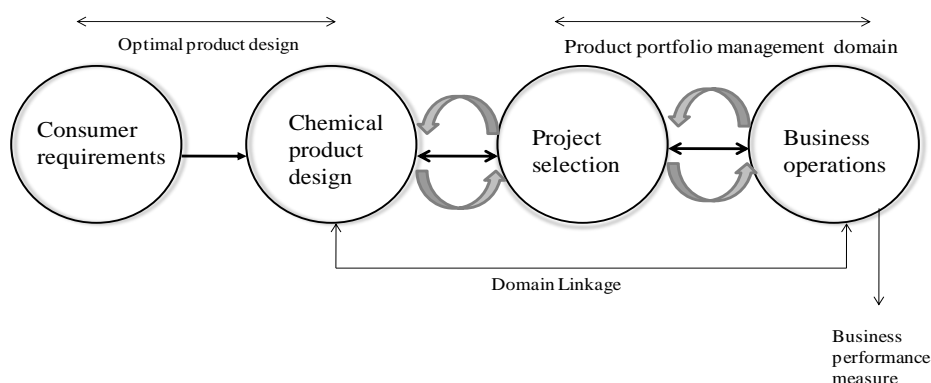 Optimal product design
Product portfolio management domain
Consumer
requirements
Chemical
product
design
Project
selection
Business
operations
Domain Linkage
Business
performance
measure